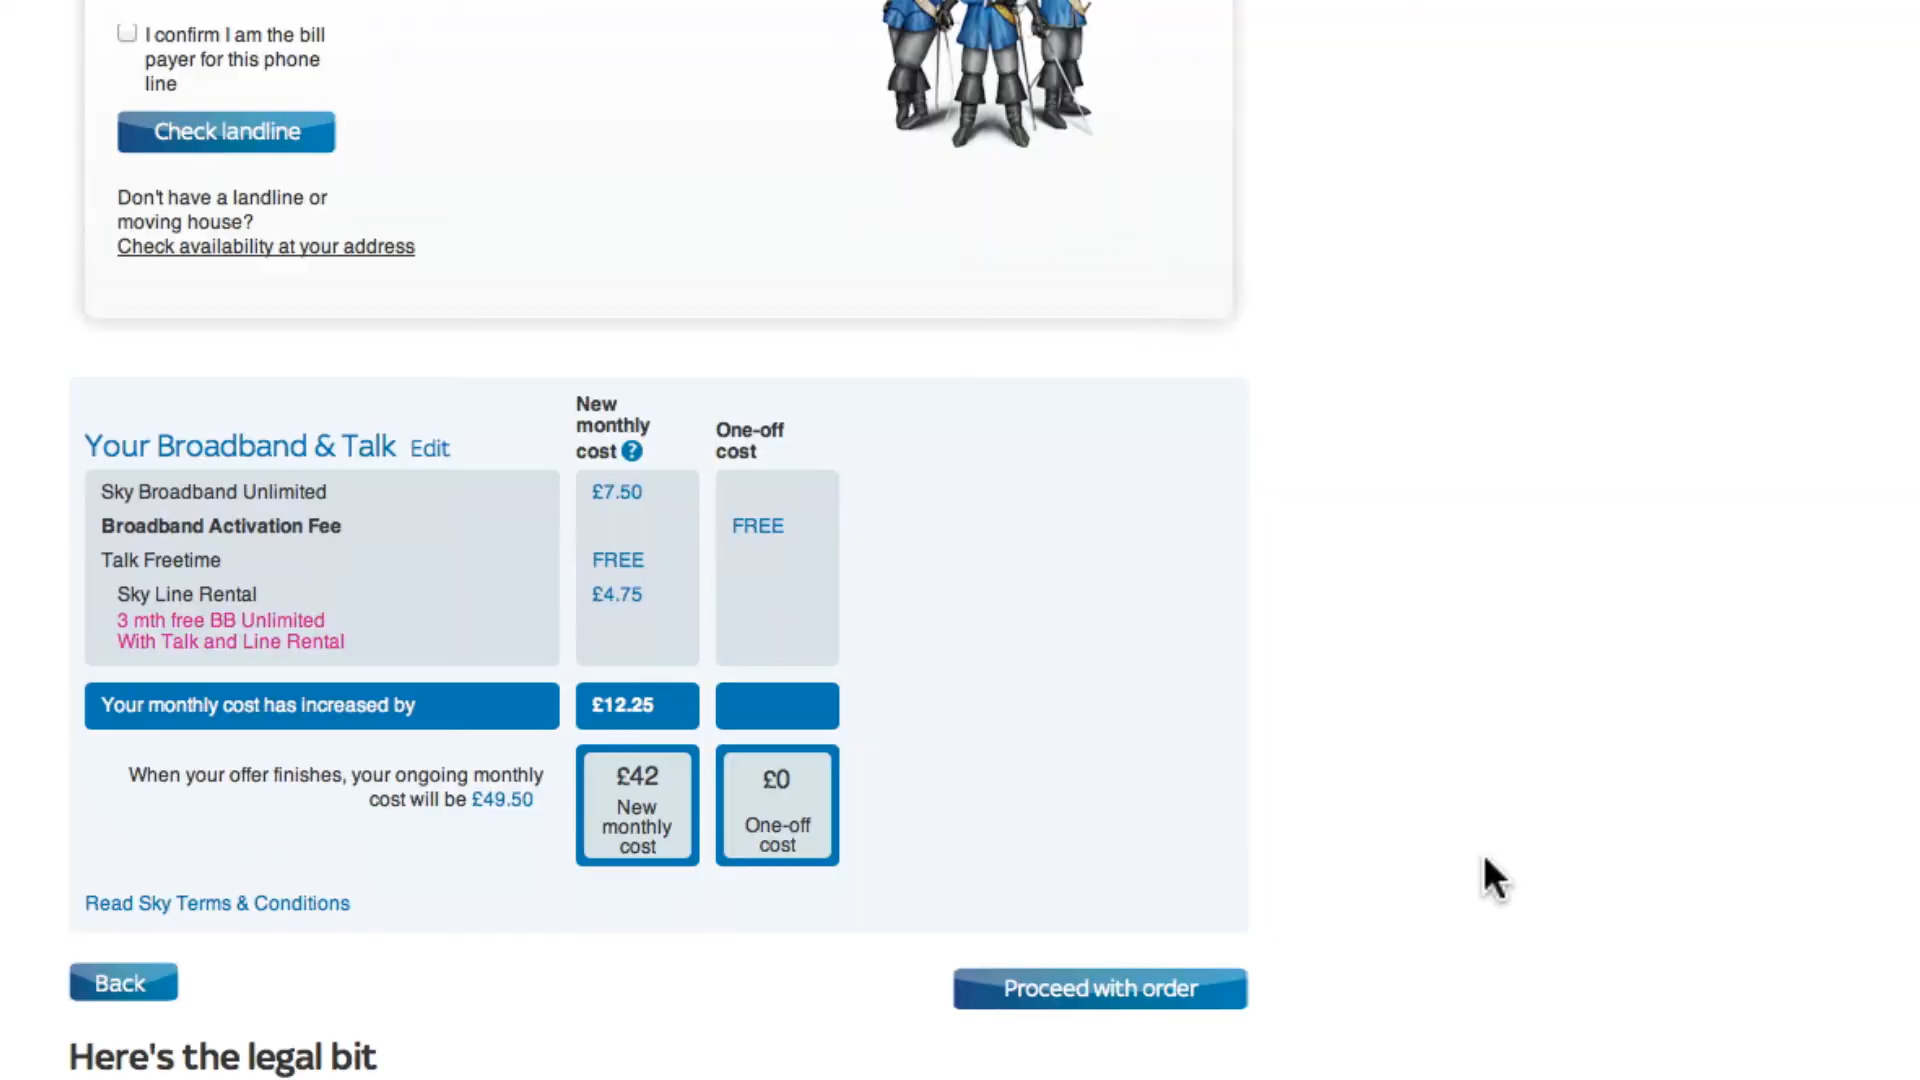 I confirm I am the bill
payer for this phone
line
Check landline
Don't have a landline or
moving house?
Check availability at your address
New
monthly
cost ?
One-off
cost
Your Broadband & Talk Edit
Sky Broadband Unlimited £7.50
Broadband Activation Fee FREE
Talk Freetime FREE
Sky Line Rental £4.75
3 mth free BB Unlimited
With Talk and Line Rental
Your monthly cost has increased by £12.25
When your offer finishes, your ongoing monthly
cost will be £49.50
£42
New
monthly
cost
£0
One-off
cost
Read Sky Terms & Conditions
Back
Proceed with order
Here's the legal bit